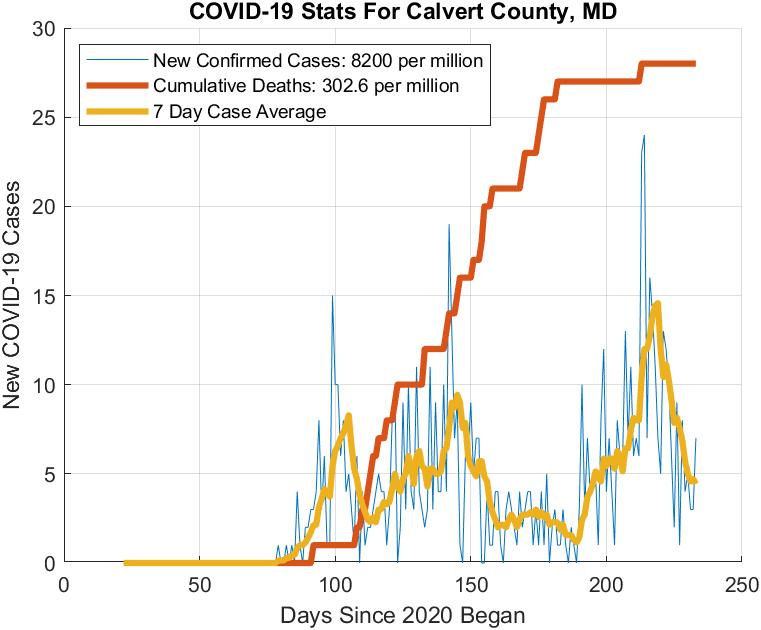 COVID-19 Stats For Calvert County, MD
New Confirmed Cases: 8200 per million
Cumulative Deaths: 302.6 per million
7 Day Case Average
New COVID-19 Cases
30
25
20
15
10
5
0
0 50 100 150 200 250
Days Since 2020 Began